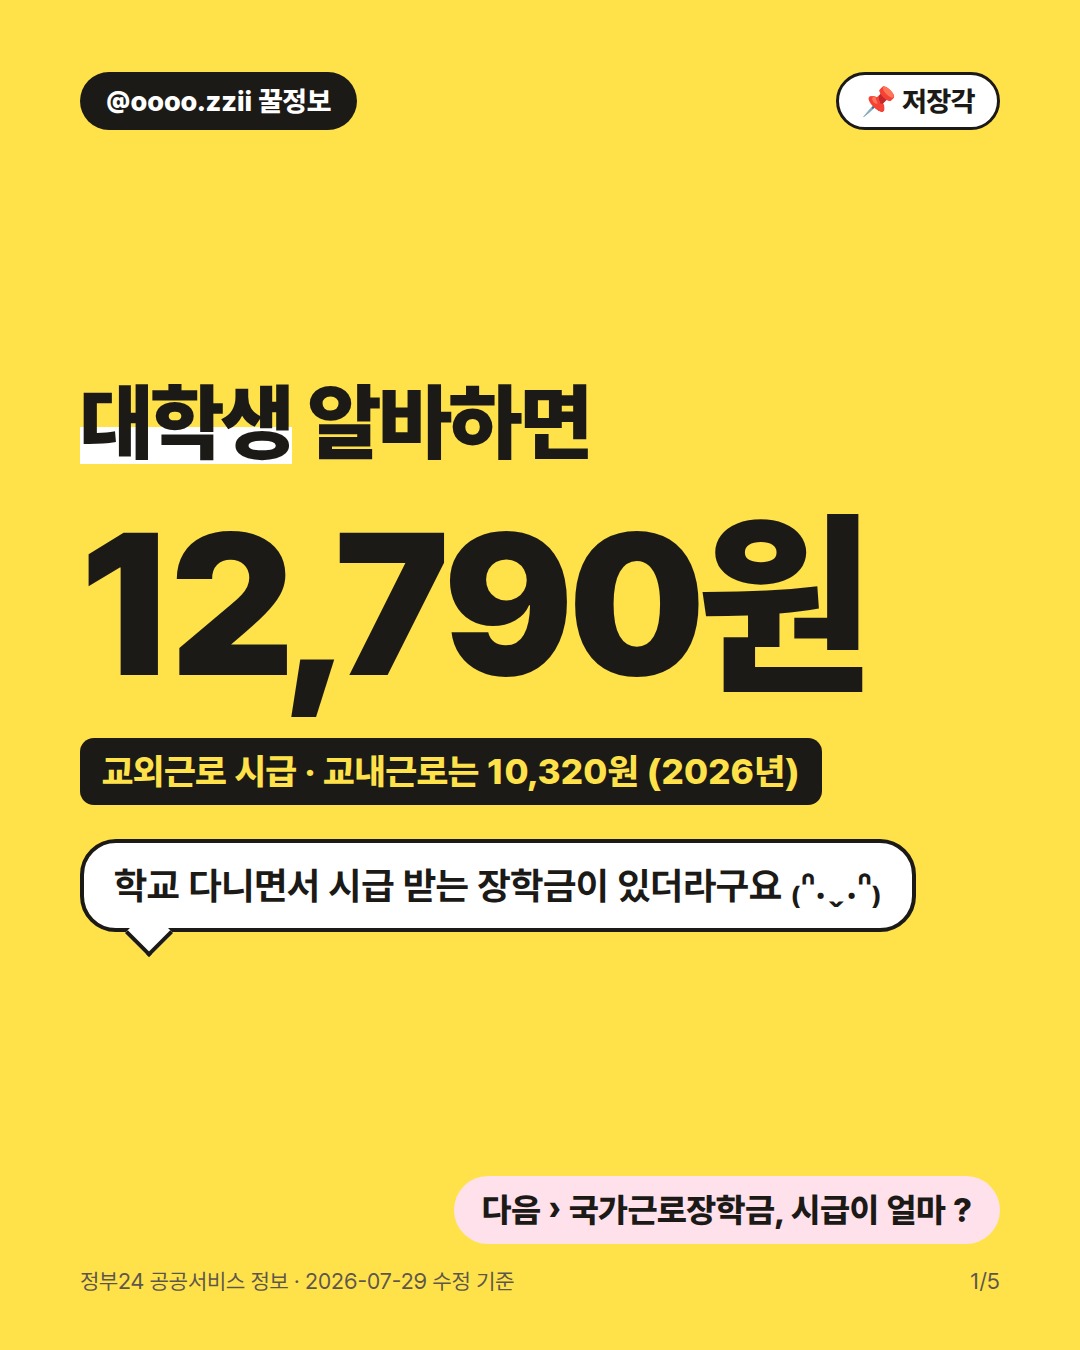 @oooo.zzii 꿀정보
📌 저장각
대학생 알바하면
12,790원
교외근로 시급 · 교내근로는 10,320원 (2026년)
학교 다니면서 시급 받는 장학금이 있더라구요 (ᐢ.ˬ.ᐢ)
다음 › 국가근로장학금, 시급이 얼마 ?
정부24 공공서비스 정보 · 2026-07-29 수정 기준
1/5